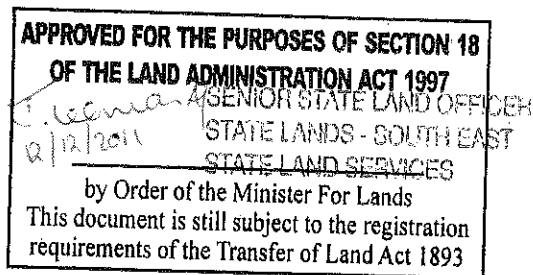 APPROVED FOR THE PURPOSES OF SECTION 18
OF THE LAND ADMINISTRATION ACT 1997
A/SENIOR STATE LAND OFFICER
12/12/2011
STATE LANDS - SOUTH EAST
STATE LAND SERVICES
by Order of the Minister For Lands
This document is still subject to the registration
requirements of the Transfer of Land Act 1893